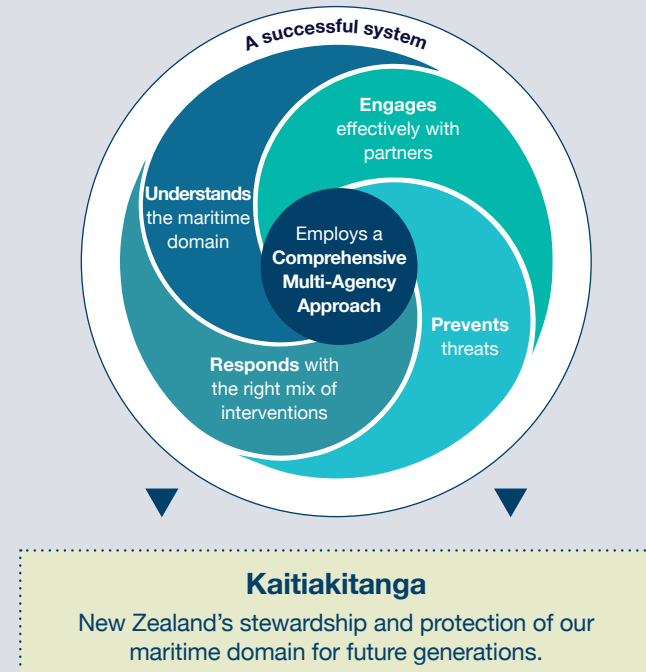 A successful system
Engages
effectively with
partners
Understands
the maritime
domain
Employs a
Comprehensive
Multi-Agency
Approach
Prevents
threats
Responds with
the right mix of
interventions
Kaitiakitanga
New Zealand's stewardship and protection of our
maritime domain for future generations.